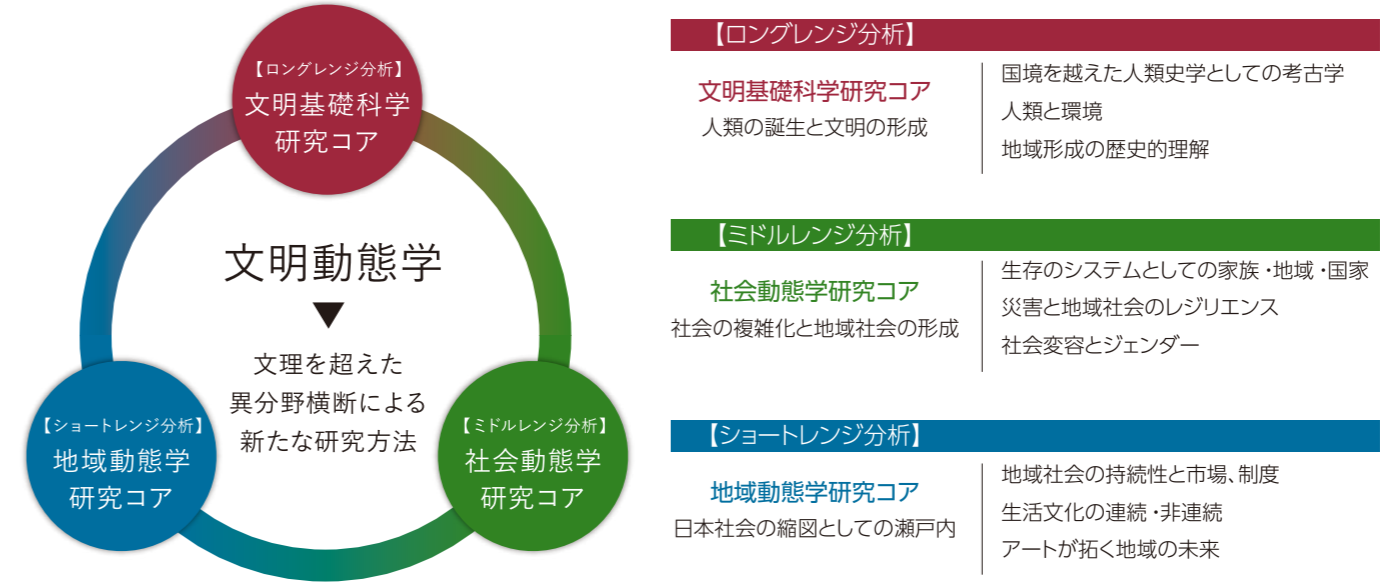 【ロングレンジ分析】
文明基礎科学
研究コア
文明動態学
▼
文理を超えた
異分野横断による
新たな研究方法
【ショートレンジ分析】
地域動態学
研究コア
【ミドルレンジ分析】
社会動態学
研究コア
【ロングレンジ分析】
文明基礎科学研究コア
人類の誕生と文明の形成
国境を越えた人類史学としての考古学
人類と環境
地域形成の歴史的理解
【ミドルレンジ分析】
社会動態学研究コア
社会の複雑化と地域社会の形成
生存のシステムとしての家族・地域・国家
災害と地域社会のレジリエンス
社会変容とジェンダー
【ショートレンジ分析】
地域動態学研究コア
日本社会の縮図としての瀬戸内
地域社会の持続性と市場、制度
生活文化の連続・非連続
アートが拓く地域の未来